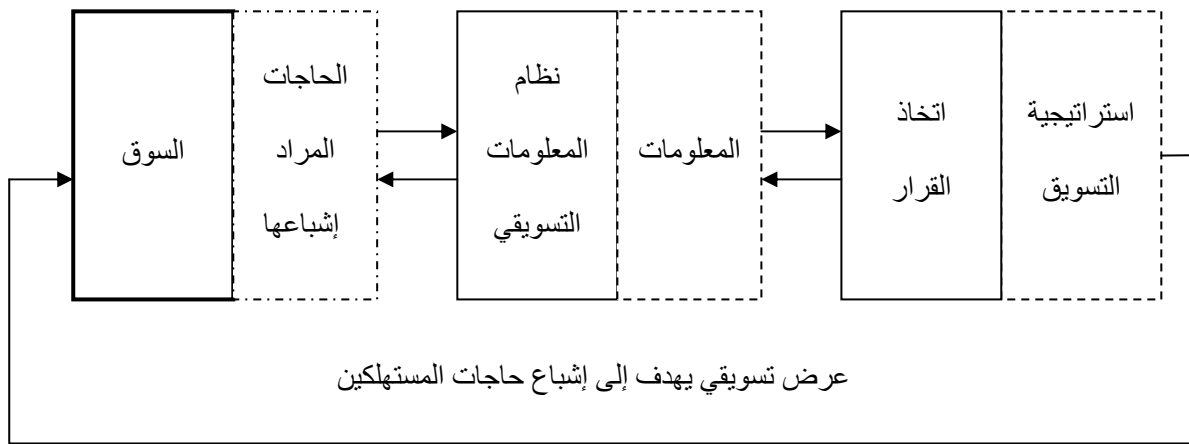 السوق
الحاجات
المراد
إشباعها
نظام
المعلومات
التسويقي
المعلومات
اتخاذ
القرار
استراتيجية
التسويق
عرض تسويقي يهدف إلى إشباع حاجات المستهلكين